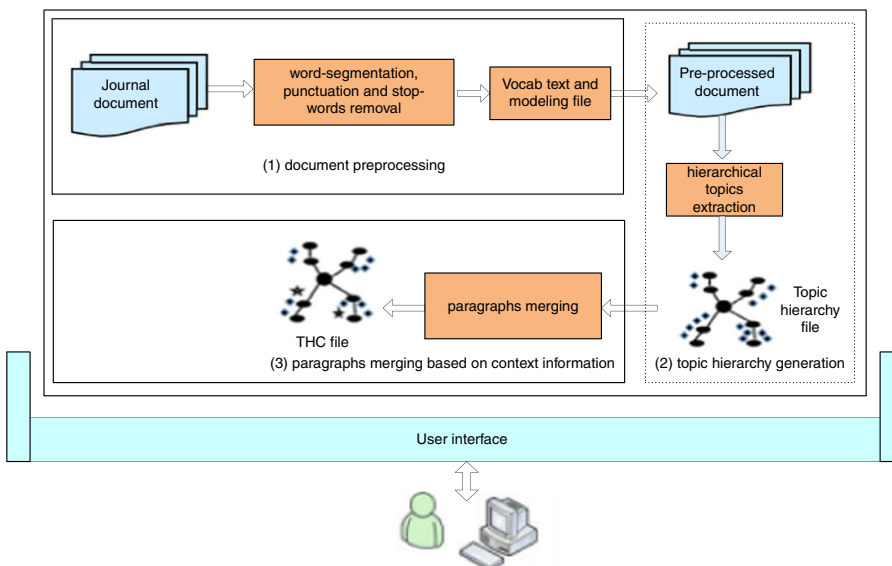 Journal
document
word-segmentation,
punctuation and stop-
words removal
Vocab text and
modeling file
(1) document preprocessing
Pre-processed
document
hierarchical
topics
extraction
Topic
hierarchy
file
(2) topic hierarchy generation
paragraphs merging
THC file
(3) paragraphs merging based on context information
User interface